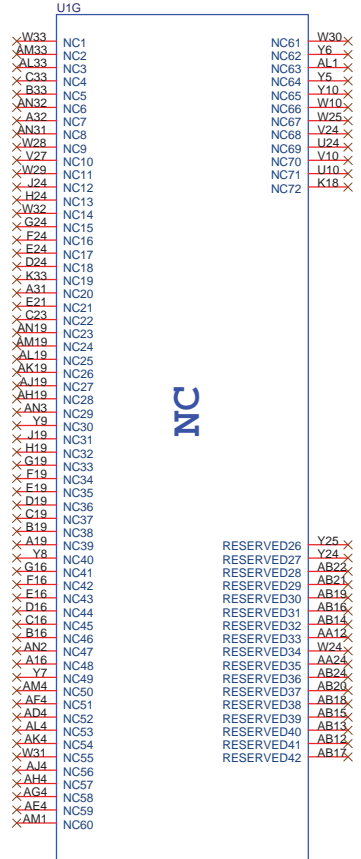 U1G
W33 NC1
AM33 NC2
AL33 NC3
C33 NC4
B33 NC5
AN32 NC6
A32 NC7
AN31 NC8
W28 NC9
V27 NC10
W29 NC11
J24 NC12
H24 NC13
W32 NC14
G24 NC15
F24 NC16
E24 NC17
D24 NC18
K33 NC19
A31 NC20
E21 NC21
C23 NC22
AN19 NC23
AM19 NC24
AL19 NC25
AK19 NC26
AJ19 NC27
AH19 NC28
AN3 NC29
Y9 NC30
J19 NC31
H19 NC32
G19 NC33
F19 NC34
E19 NC35
D19 NC36
C19 NC37
B19 NC38
A19 NC39
Y8 NC40
G16 NC41
F16 NC42
E16 NC43
D16 NC44
C16 NC45
B16 NC46
AN2 NC47
A16 NC48
Y7 NC49
AM4 NC50
AF4 NC51
AD4 NC52
AL4 NC53
AK4 NC54
W31 NC55
AJ4 NC56
AH4 NC57
AG4 NC58
AE4 NC59
AM1 NC60
NC
NC61 W30
NC62 Y6
NC63 AL1
NC64 Y5
NC65 Y10
NC66 W10
NC67 W25
NC68 V24
NC69 U24
NC70 V10
NC71 U10
NC72 K18
RESERVED26 Y25
RESERVED27 Y24
RESERVED28 AB22
RESERVED29 AB21
RESERVED30 AB19
RESERVED31 AB16
RESERVED32 AB14
RESERVED33 AA12
RESERVED34 W24
RESERVED35 AA24
RESERVED36 AB24
RESERVED37 AB20
RESERVED38 AB18
RESERVED39 AB15
RESERVED40 AB13
RESERVED41 AB12
RESERVED42 AB17